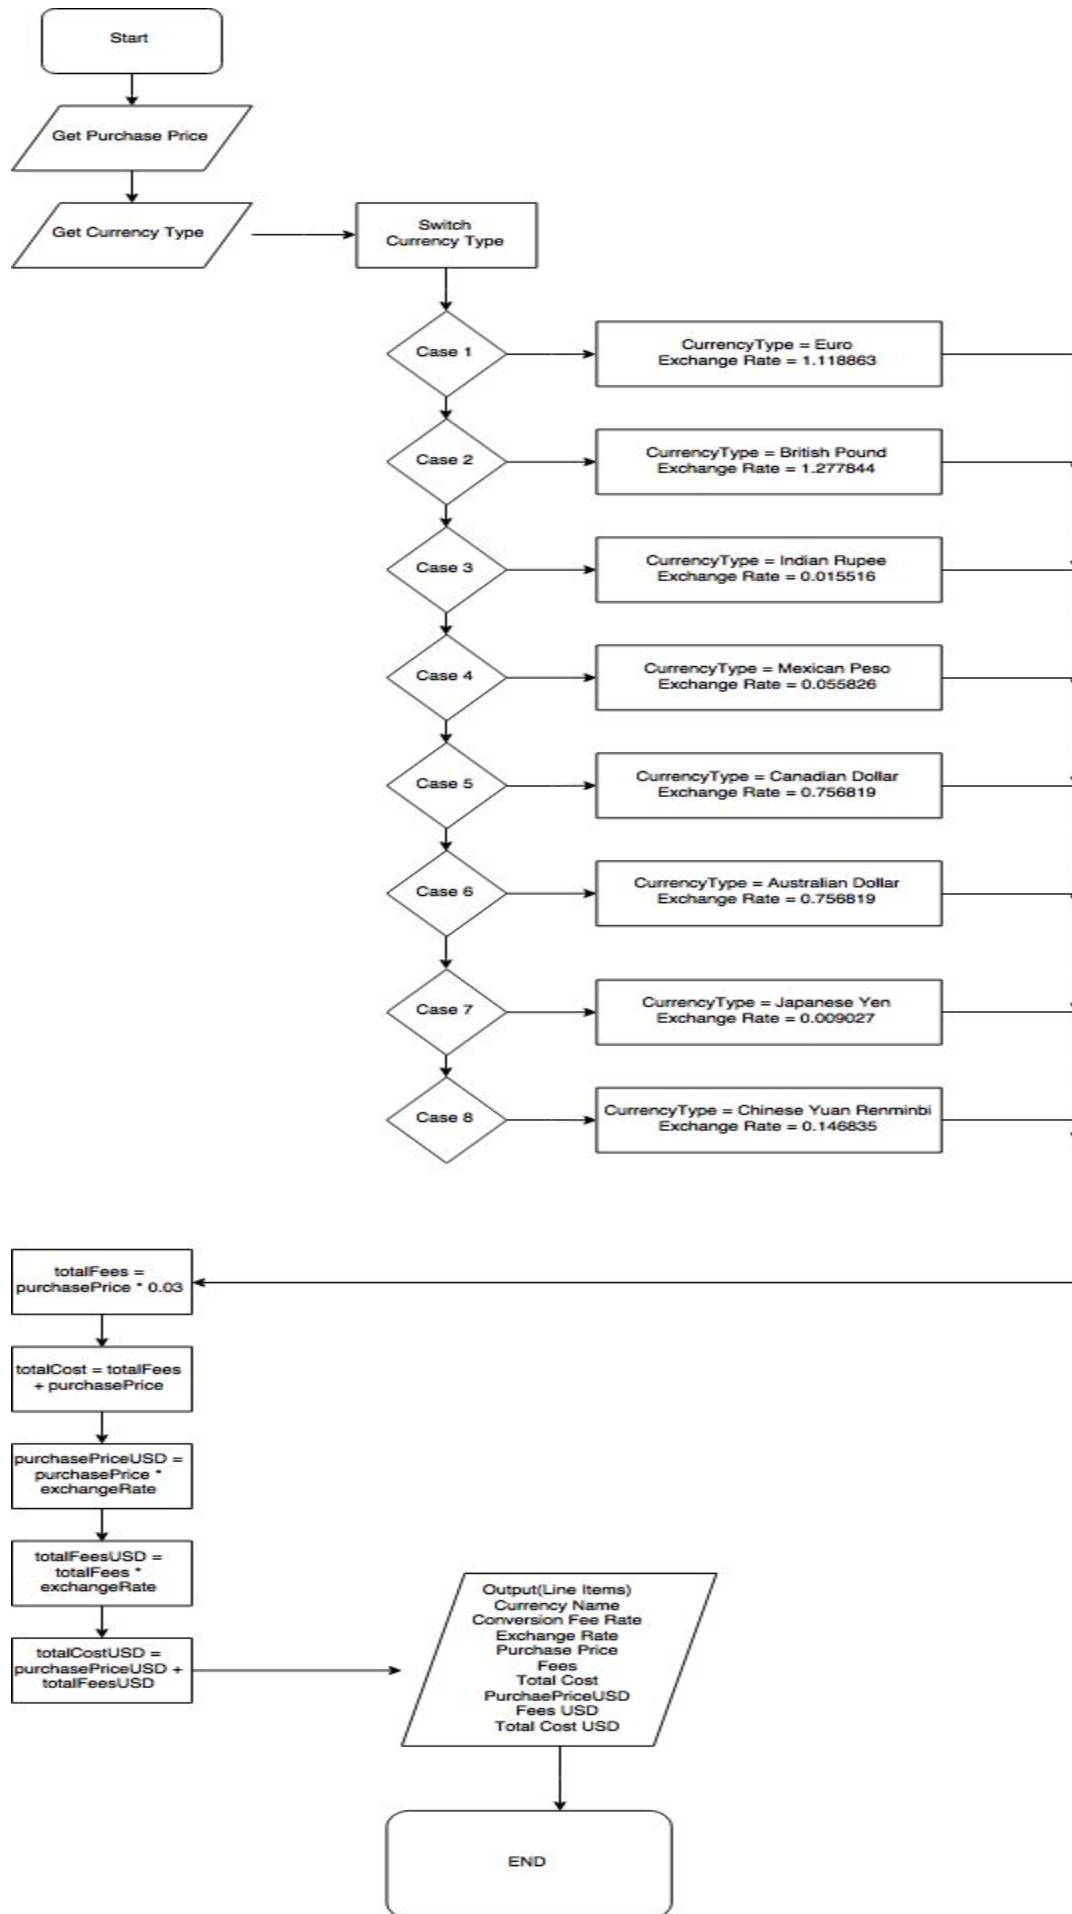 Start
Get Purchase Price
Get Currency Type
Switch
Currency Type
Case 1
CurrencyType = Euro
Exchange Rate = 1.118863
Case 2
CurrencyType = British Pound
Exchange Rate = 1.277844
Case 3
CurrencyType = Indian Rupee
Exchange Rate = 0.015516
Case 4
CurrencyType = Mexican Peso
Exchange Rate = 0.055826
Case 5
CurrencyType = Canadian Dollar
Exchange Rate = 0.756819
Case 6
CurrencyType = Australian Dollar
Exchange Rate = 0.756819
Case 7
CurrencyType = Japanese Yen
Exchange Rate = 0.009027
Case 8
CurrencyType = Chinese Yuan Renminbi
Exchange Rate = 0.146835
totalFees =
purchasePrice * 0.03
totalCost = totalFees
+ purchasePrice
purchasePriceUSD =
purchasePrice *
exchangeRate
totalFeesUSD =
totalFees *
exchangeRate
totalCostUSD =
purchasePriceUSD +
totalFeesUSD
Output(Line Items)
Currency Name
Conversion Fee Rate
Exchange Rate
Purchase Price
Fees
Total Cost
PurchaePriceUSD
Fees USD
Total Cost USD
END